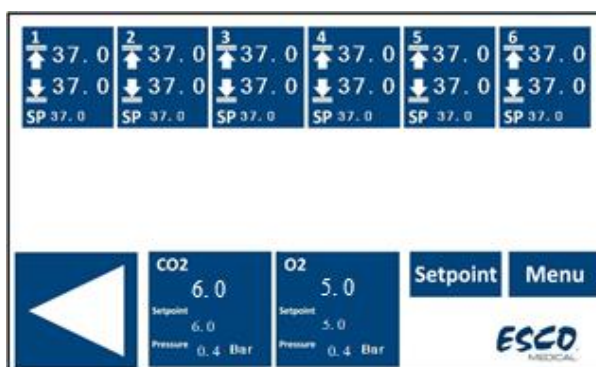 1 2 3 4 5 6
37.0 37.0 37.0 37.0 37.0 37.0
37.0 37.0 37.0 37.0 37.0 37.0
SP 37.0 SP 37.0 SP 37.0 SP 37.0 SP 37.0 SP 37.0
CO2
6.0
Setpoint
6.0
Pressure 0.4 Bar
O2
5.0
Setpoint
5.0
Pressure 0.4 Bar
Setpoint
Menu
ESCO
MEDICAL